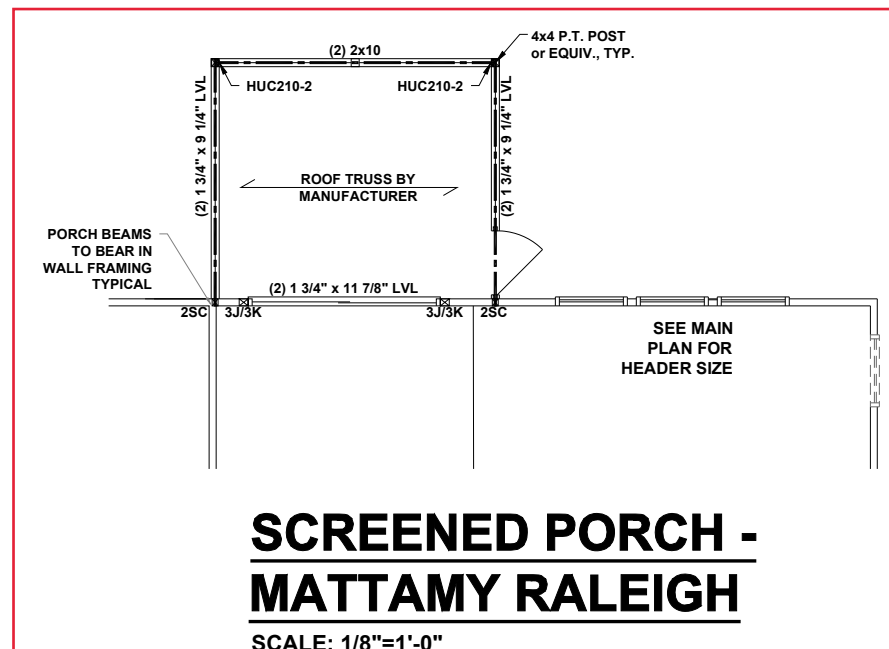 (2) 2x10
4x4 P.T. POST
or EQUIV., TYP.
HUC210-2
HUC210-2
(2) 1 3/4" x 9 1/4" LVL
(2) 1 3/4" x 9 1/4" LVL
ROOF TRUSS BY
MANUFACTURER
PORCH BEAMS
TO BEAR IN
WALL FRAMING
TYPICAL
(2) 1 3/4" x 11 7/8" LVL
2SC
3J/3K
3J/3K
2SC
SEE MAIN
PLAN FOR
HEADER SIZE
SCREENED PORCH -
MATTAMY RALEIGH
SCALE: 1/8"=1'-0"